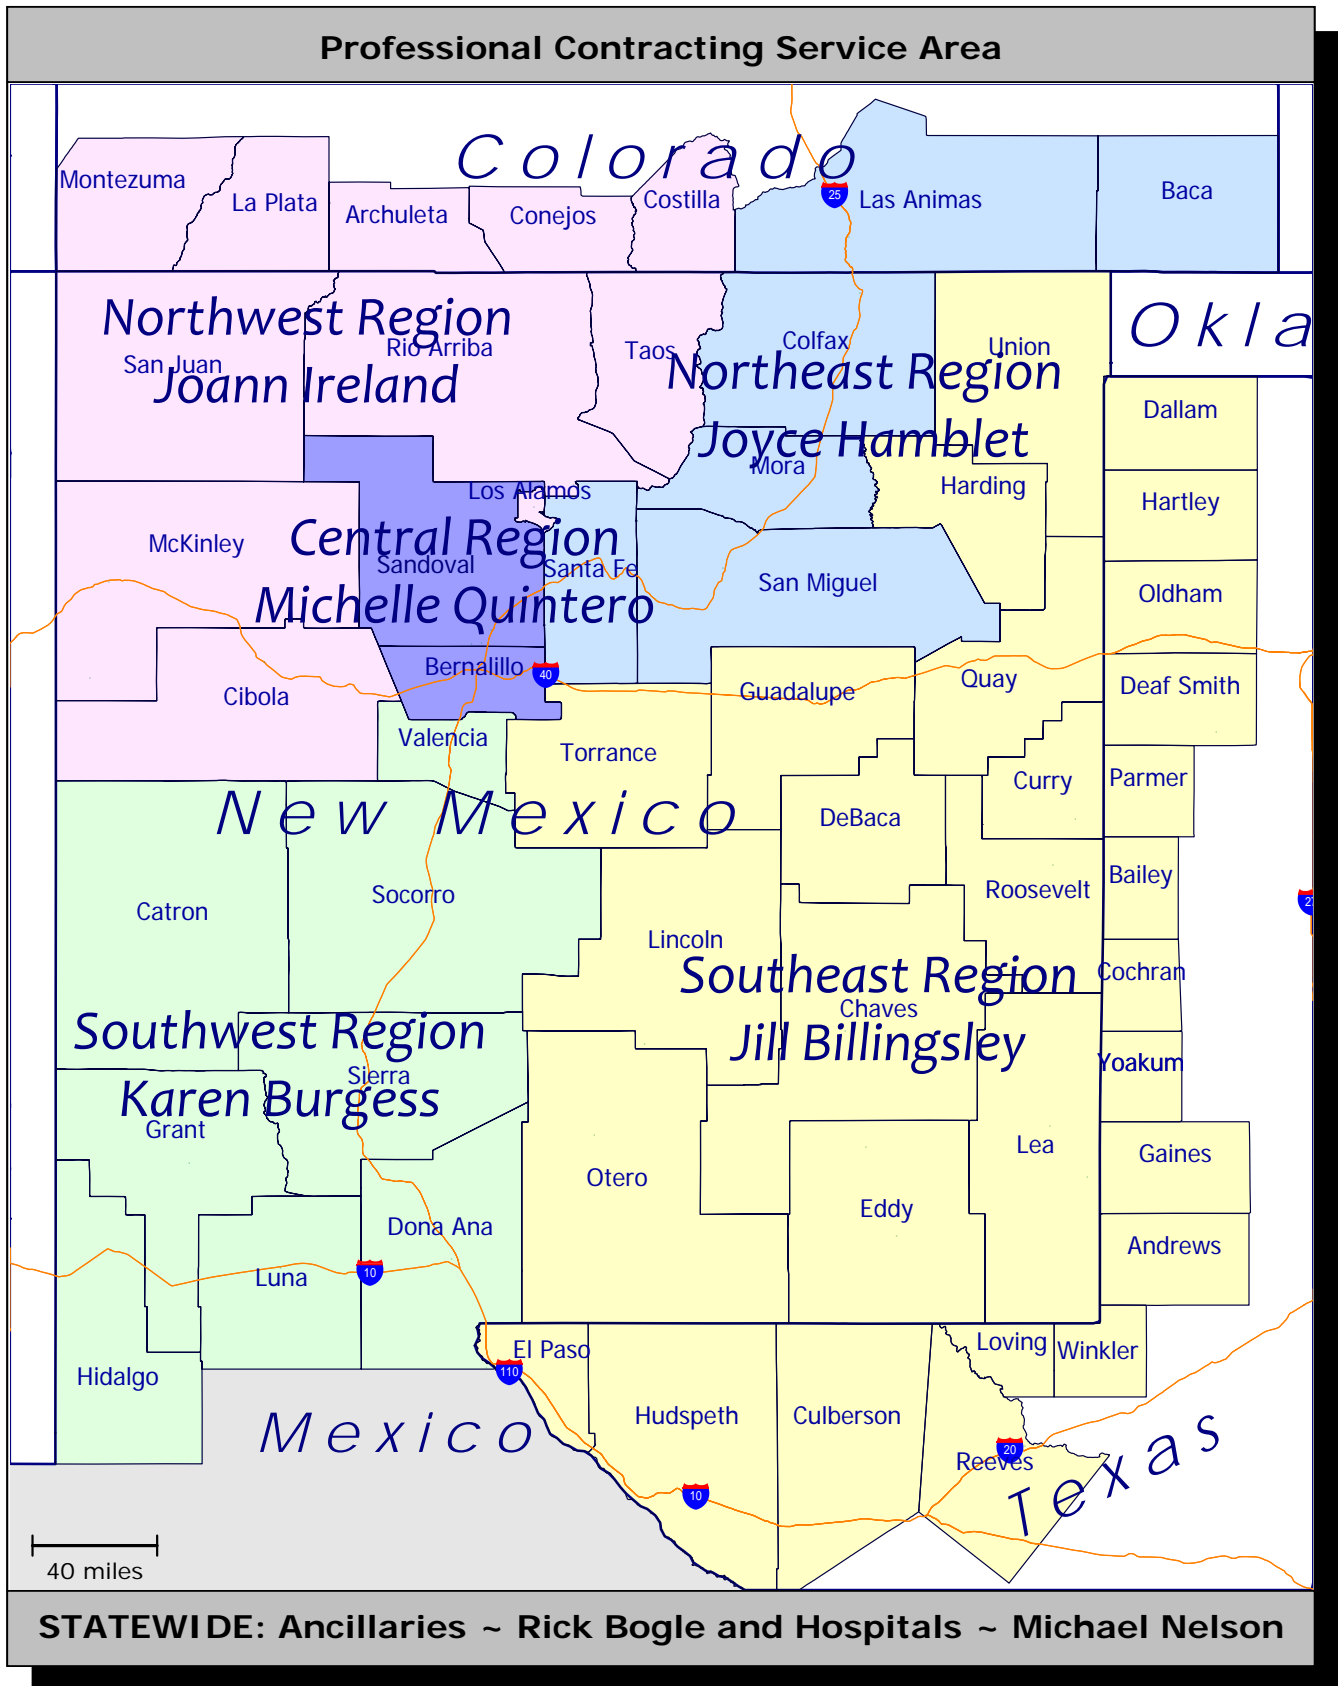 Professional Contracting Service Area
Colorado
Montezuma
La Plata
Archuleta
Conejos
Costilla
25
Las Animas
Baca
Northwest Region
Joann Ireland
San Juan
Rio Arriba
Taos
Colfax
Union
Northeast Region
Joyce Hamblet
Okla
Dallam
Mora
Harding
Hartley
Los Alamos
McKinley
Central Region
Michelle Quintero
Sandoval
Santa Fe
San Miguel
Oldham
Bernalillo
40
Cibola
Guadalupe
Quay
Deaf Smith
Valencia
Torrance
Curry
Parmer
New Mexico
DeBaca
Catron
Socorro
Roosevelt
Bailey
Lincoln
Southeast Region
Jill Billingsley
Chaves
Cochran
Southwest Region
Karen Burgess
Sierra
Yoakum
Grant
Lea
Gaines
Otero
Eddy
Dona Ana
Andrews
Luna
10
El Paso
110
Loving
Winkler
Hidalgo
Mexico
Hudspeth
Culberson
Reeves
20
Texas
10
40 miles
STATEWIDE: Ancillaries ~ Rick Bogle and Hospitals ~ Michael Nelson